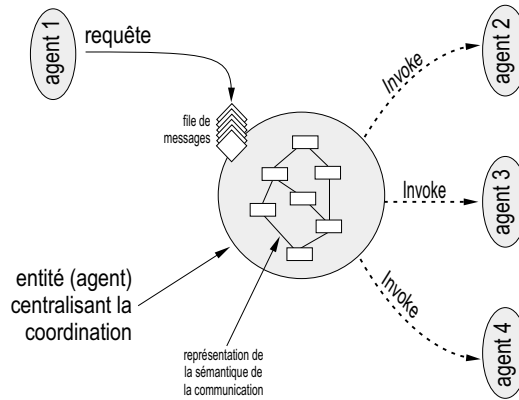 agent 1
requête
file de
messages
Invoke
agent 2
Invoke
agent 3
Invoke
agent 4
entité (agent)
centralisant la
coordination
représentation de
la sémantique de
la communication